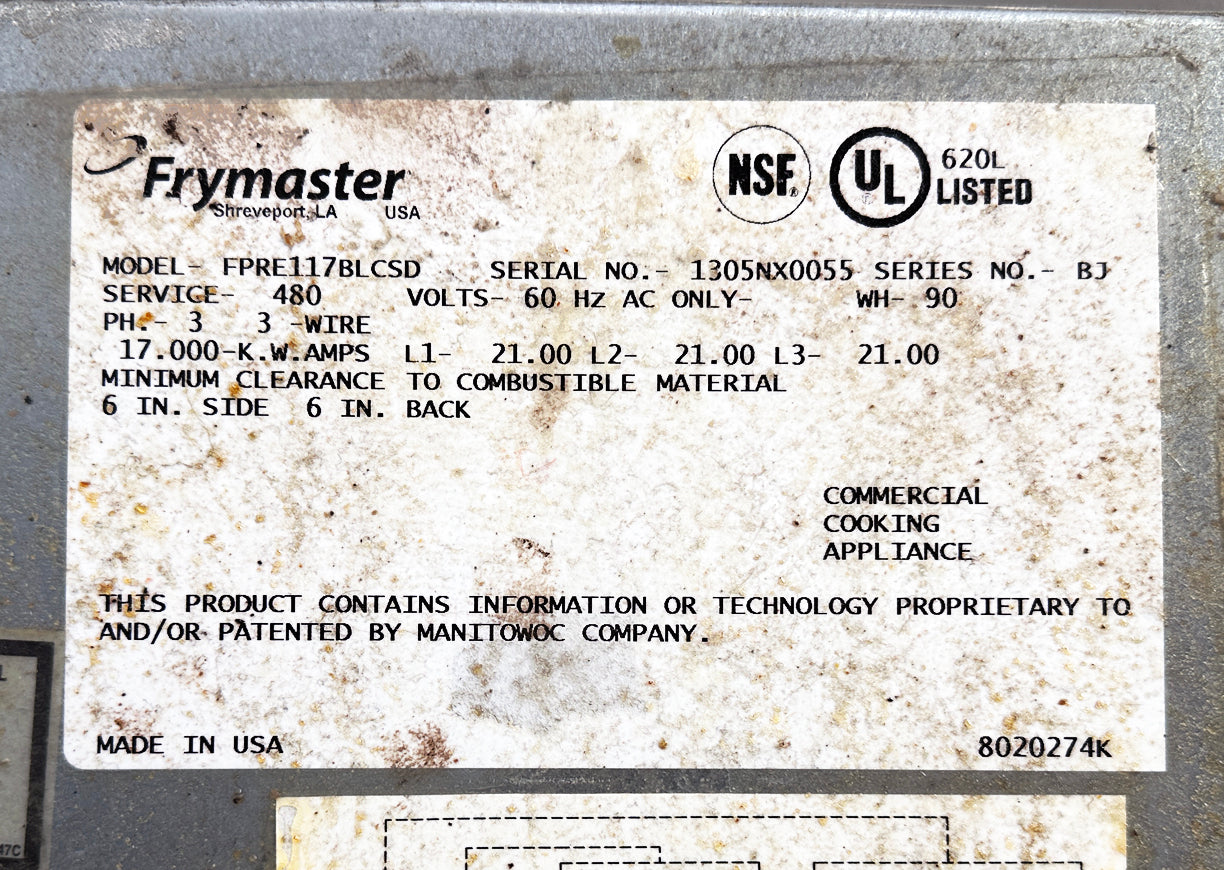 Frymaster
Shreveport, LA USA
NSF®
UL 620L LISTED
MODEL- FPRE117BLCSD SERIAL NO.- 1305NX0055 SERIES NO.- BJ
SERVICE- 480 VOLTS- 60 Hz AC ONLY- WH- 90
PH.- 3 3 -WIRE
17.000-K.W.AMPS L1- 21.00 L2- 21.00 L3- 21.00
MINIMUM CLEARANCE TO COMBUSTIBLE MATERIAL
6 IN. SIDE 6 IN. BACK
COMMERCIAL
COOKING
APPLIANCE
THIS PRODUCT CONTAINS INFORMATION OR TECHNOLOGY PROPRIETARY TO
AND/OR PATENTED BY MANITOWOC COMPANY.
MADE IN USA 8020274K
47C